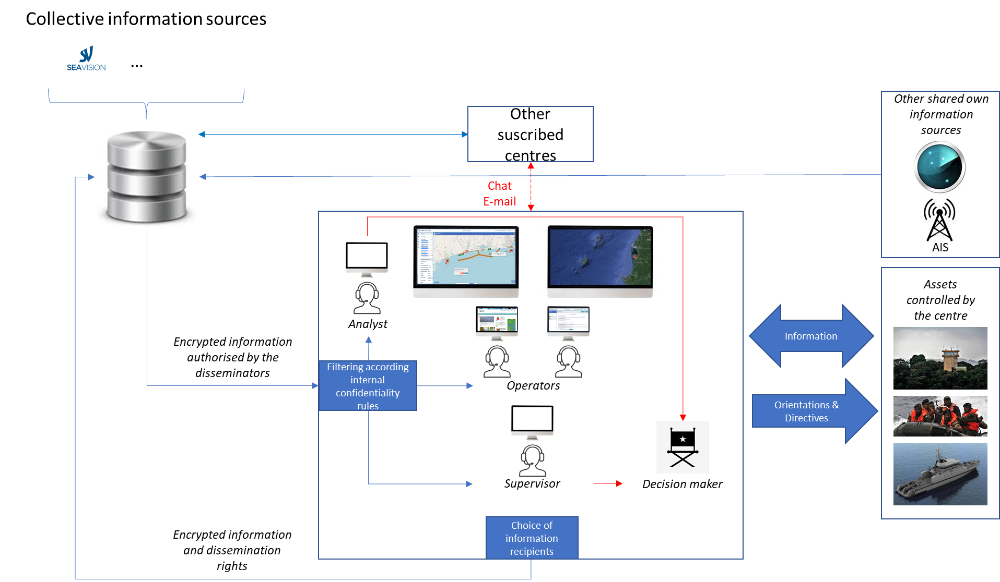 Collective information sources
SEAVISION
...
Other shared own
information
sources
AIS
Other
suscribed
centres
Chat
E-mail
Assets
controlled by
the centre
Analyst
Information
Encrypted information
authorised by the
disseminators
Filtering according
internal
confidentiality
rules
Operators
Orientations &
Directives
Supervisor
Decision maker
Choice of
information
recipients
Encrypted information
and dissemination
rights